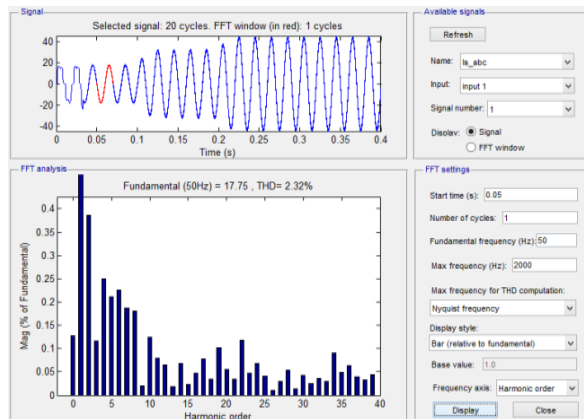 Signal
Selected signal: 20 cycles. FFT window (in red): 1 cycles
40
20
0
-20
-40
0
0.05
0.1
0.15
0.2
0.25
0.3
0.35
0.4
Time (s)
FFT analysis
Fundamental (50Hz) = 17.75 , THD= 2.32%
0.45
0.4
0.35
0.3
0.25
0.2
0.15
0.1
0.05
0
Mag (% of Fundamental)
0
5
10
15
20
25
30
35
40
Harmonic order
Available signals
Refresh
Name:
Is_abc
Input:
input 1
Signal number:
1
Display:
Signal
FFT window
FFT settings
Start time (s):
0.05
Number of cycles:
1
Fundamental frequency (Hz):
50
Max frequency (Hz):
2000
Max frequency for THD computation:
Nyquist frequency
Display style:
Bar (relative to fundamental)
Base value:
1.0
Frequency axis:
Harmonic order
Display
Close